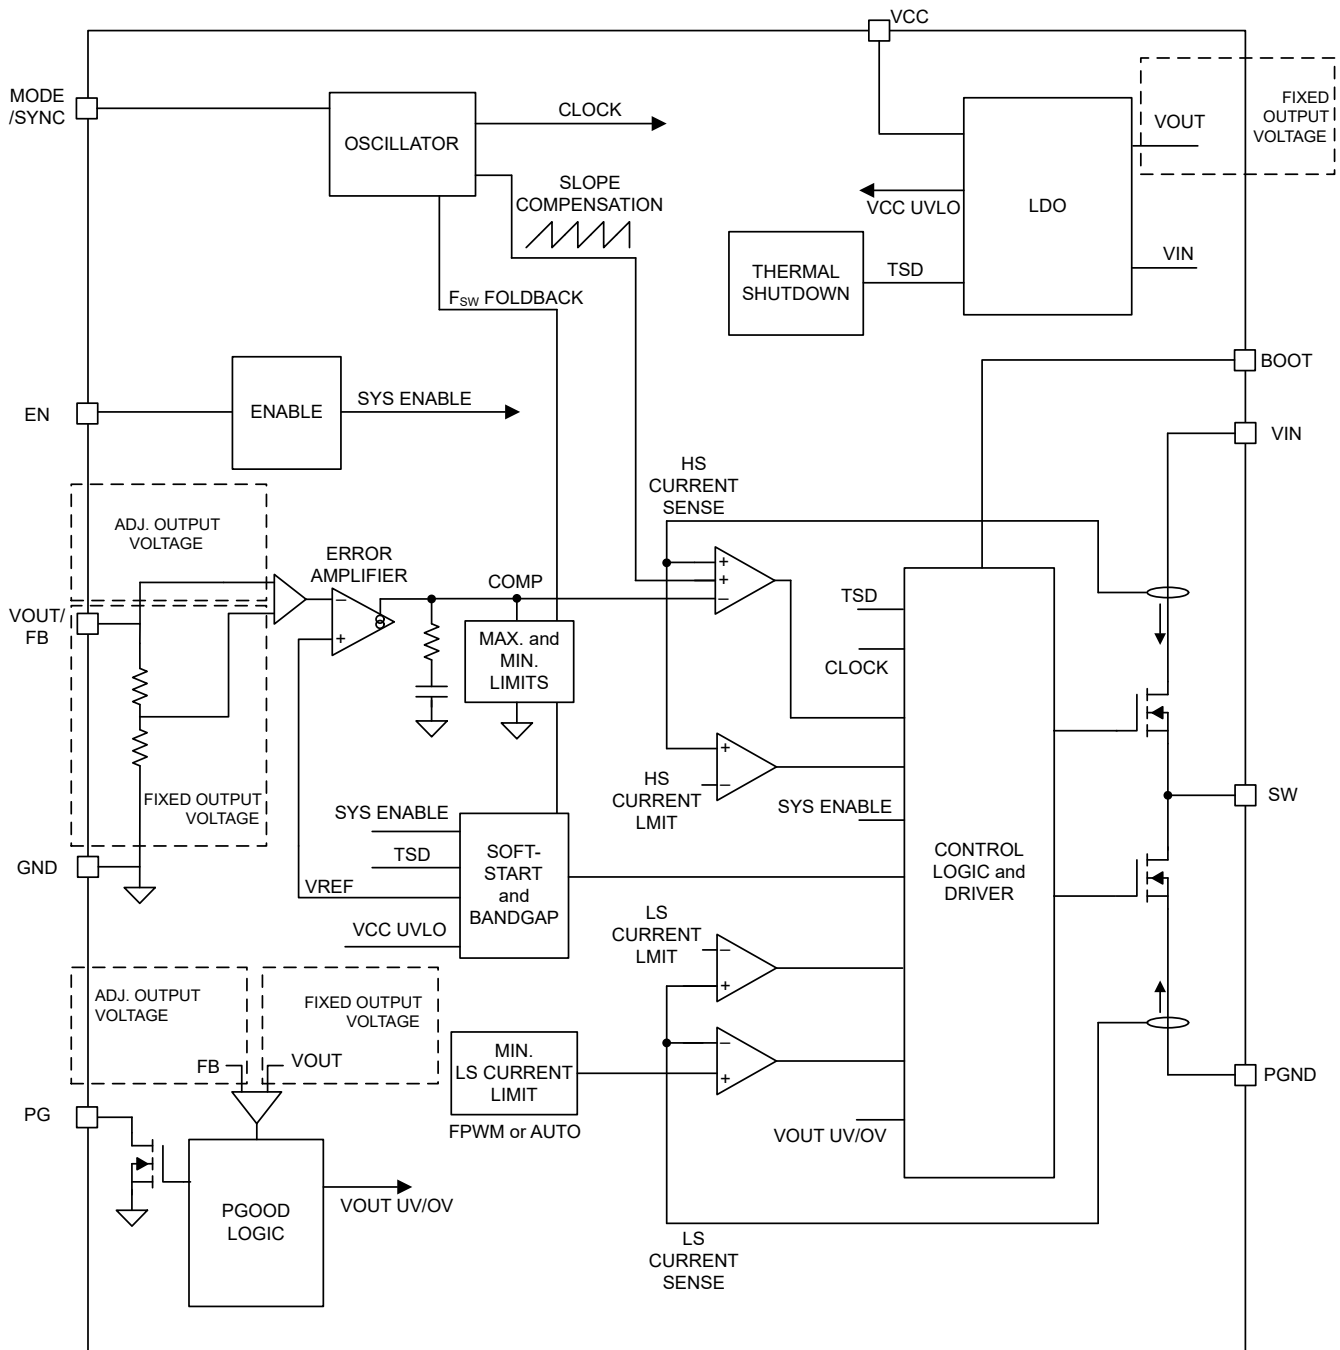 VCC
MODE
/SYNC
OSCILLATOR
CLOCK
SLOPE
COMPENSATION
FSW FOLDBACK
VCC UVLO
LDO
VOUT
FIXED
OUTPUT
VOLTAGE
VIN
THERMAL
SHUTDOWN
TSD
BOOT
EN
ENABLE
SYS ENABLE
VIN
HS
CURRENT
SENSE
ADJ. OUTPUT
VOLTAGE
ERROR
AMPLIFIER
COMP
+
+
−
−
+
VOUT/
FB
MAX. and
MIN.
LIMITS
TSD
CLOCK
+
−
HS
CURRENT
LMIT
SYS ENABLE
SW
FIXED OUTPUT
VOLTAGE
GND
SYS ENABLE
TSD
VREF
VCC UVLO
SOFT-
START
and
BANDGAP
CONTROL
LOGIC and
DRIVER
LS
CURRENT
LMIT
−
+
ADJ. OUTPUT
VOLTAGE
FIXED OUTPUT
VOLTAGE
FB
VOUT
MIN.
LS CURRENT
LIMIT
FPWM or AUTO
−
+
PGND
PG
VOUT UV/OV
PGOOD
LOGIC
VOUT UV/OV
LS
CURRENT
SENSE